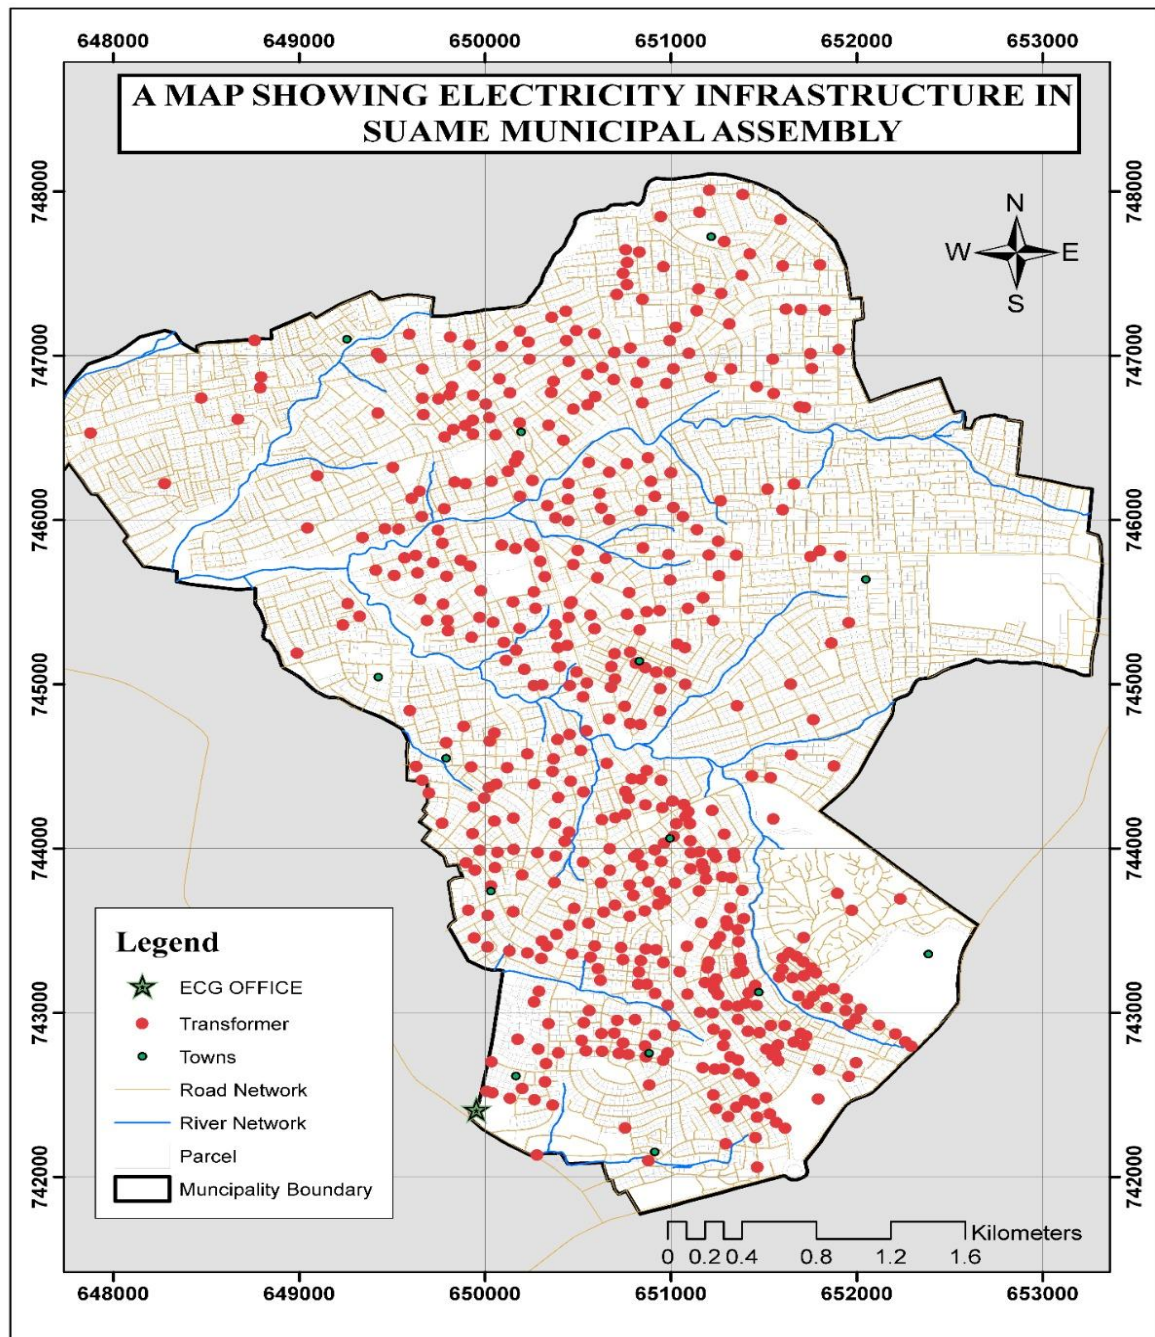 648000 649000 650000 651000 652000 653000
A MAP SHOWING ELECTRICITY INFRASTRUCTURE IN
SUAME MUNICIPAL ASSEMBLY
N
W E
S
748000 748000
747000 747000
746000 746000
745000 745000
744000 744000
743000 743000
742000 742000
Legend
ECG OFFICE
Transformer
Towns
Road Network
River Network
Parcel
Muncipality Boundary
Kilometers
0 0.2 0.4 0.8 1.2 1.6
648000 649000 650000 651000 652000 653000